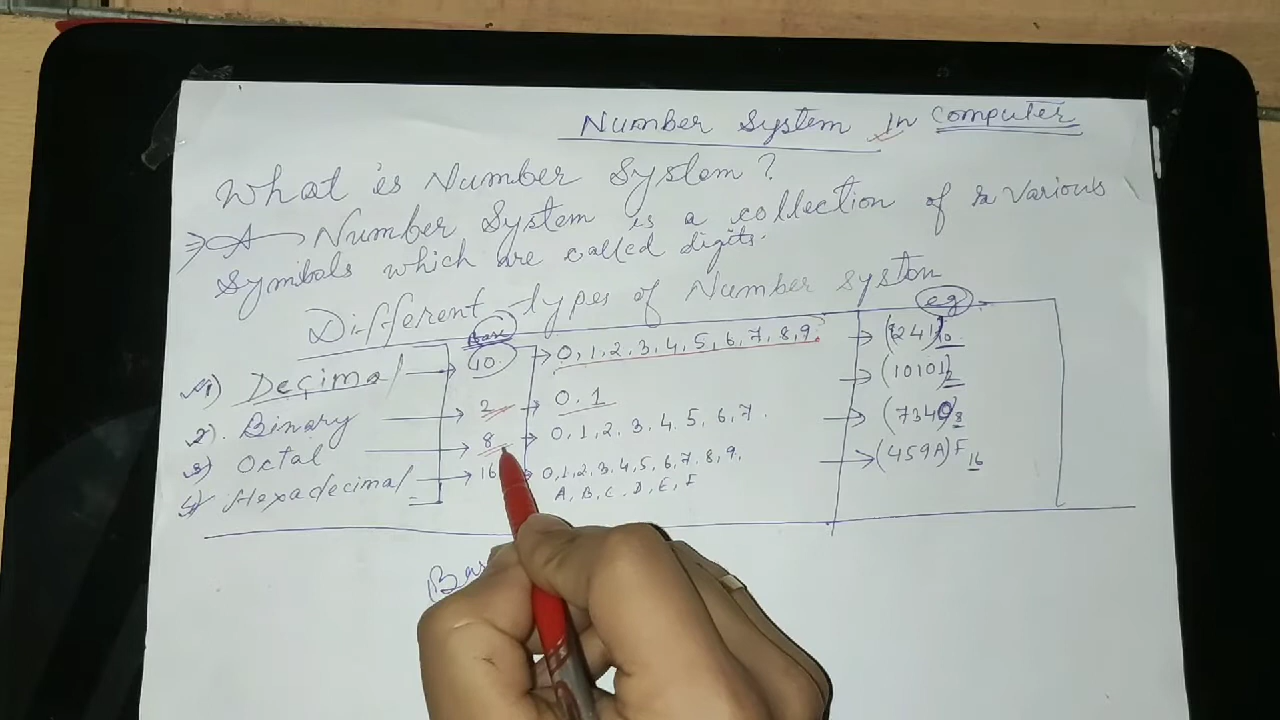 Number System in Computer
What is Number System?
⇒ A Number System is a collection of various
Symbols which are called digits.
Different types of Number System
Base eg
1) Decimal → 10 → 0,1,2,3,4,5,6,7,8,9. → (1241)10
2). Binary → 2 → 0.1 → (1010)2
3) Octal → 8 → 0,1,2,3,4,5,6,7. → (7340)8
4) Hexadecimal → 16 → 0,1,2,3,4,5,6,7,8,9. → (459A)F16
A,B,C,D,E,F